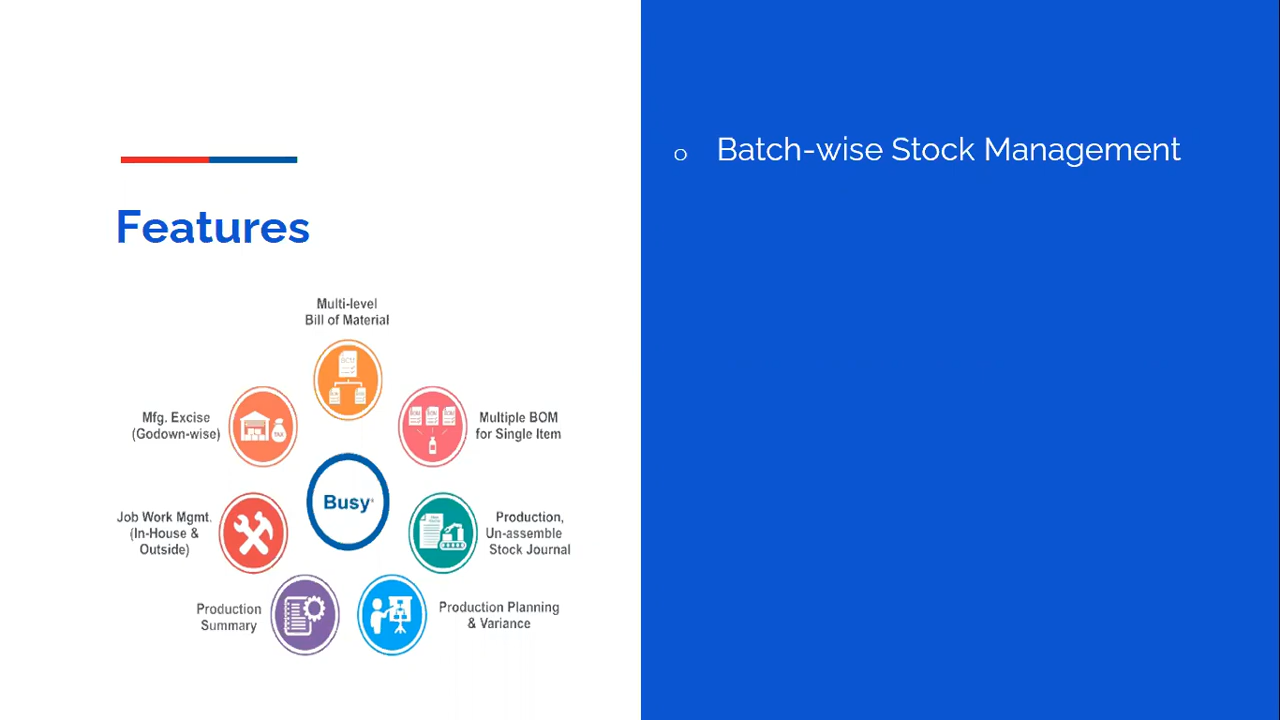 Features
Multi-level
Bill of Material
Mfg. Excise
(Godown-wise)
Multiple BOM
for Single Item
Busy
Job Work Mgmt.
(In-House &
Outside)
Production,
Un-assemble
Stock Journal
Production
Summary
Production Planning
& Variance
o Batch-wise Stock Management